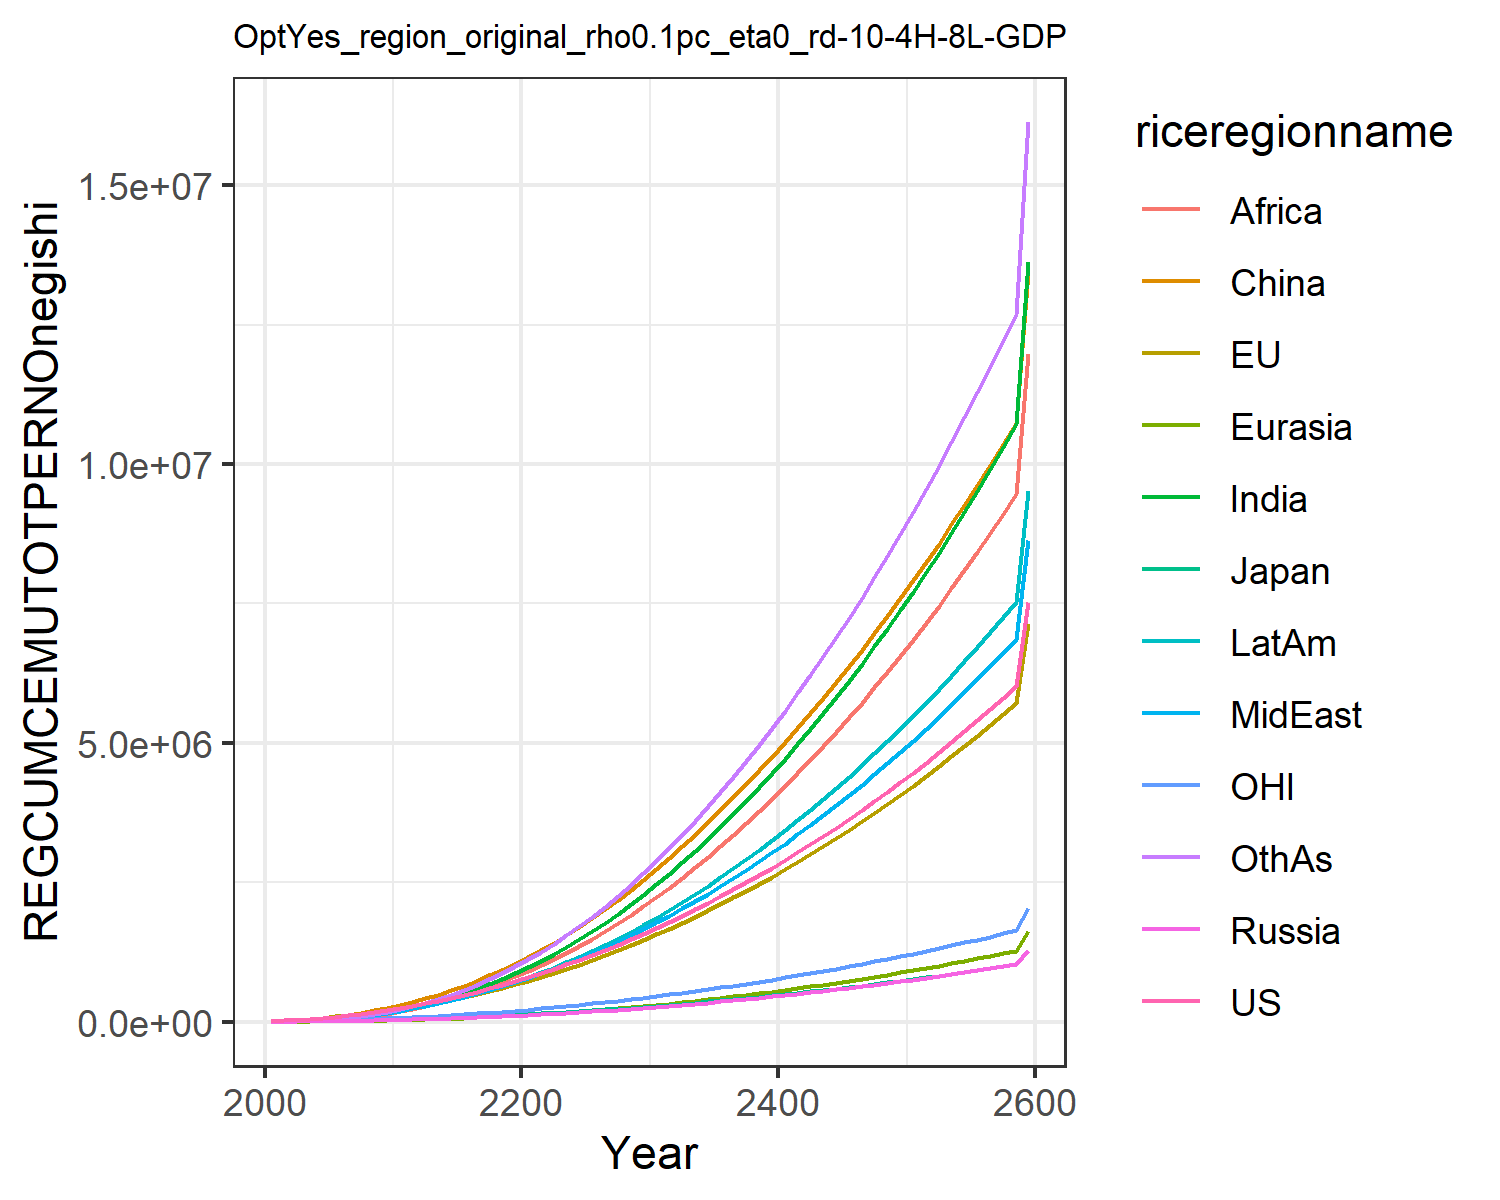 OptYes_region_original_rho0.1pc_eta0_rd-10-4H-8L-GDP
REGCUMCEMUTOTPERNOnegishi
1.5e+07
1.0e+07
5.0e+06
0.0e+00
2000
2200
2400
2600
Year
riceregionname
Africa
China
EU
Eurasia
India
Japan
LatAm
MidEast
OHI
OthAs
Russia
US